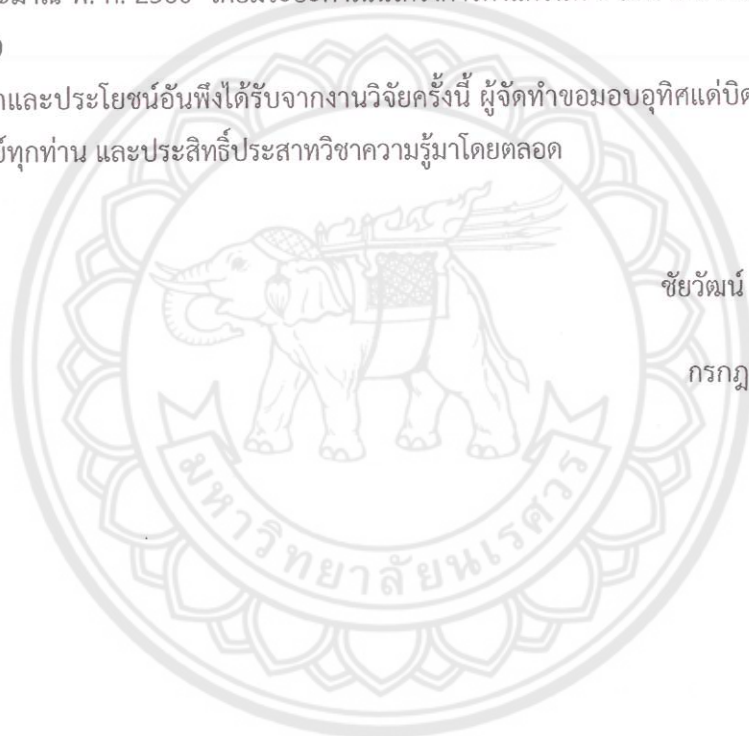 พ. ศ. 2560
และประโยชน์อันพึงได้รับจากงานวิจัยครั้งนี้ ผู้จัดทำขอมอบอุทิศแด่บิด
ทุกท่าน และประสิทธิ์ประสาทวิชาความรู้มาโดยตลอด
ชัยวัฒน์
กรกฎ
มหาวิทยาลัยนเรศวร